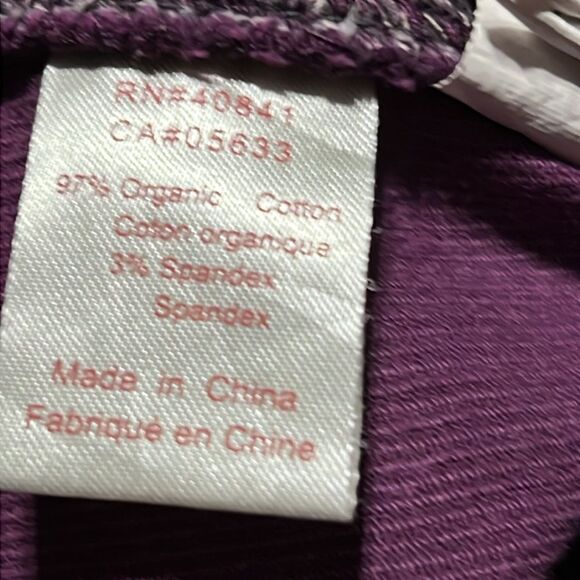 RN#40841
CA#05633
97% Organic Cotton
Coton organique
3% Spandex
Spandex
Made in China
Fabriqué en Chine